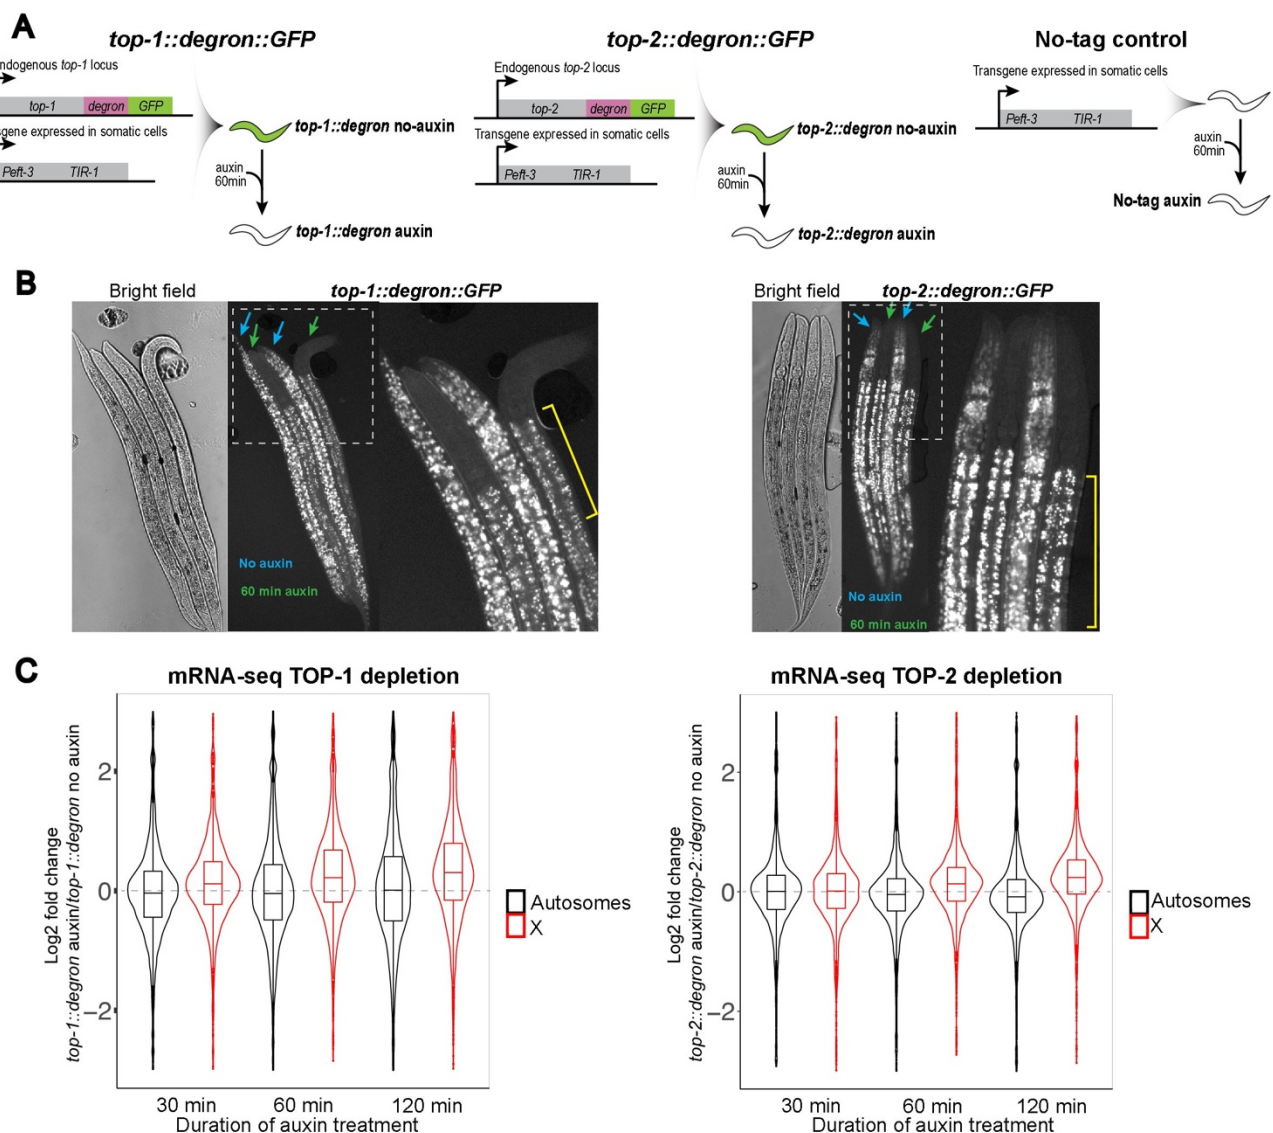 A
top-1::degron::GFP
top-2::degron::GFP
No-tag control
ndogenous top-1 locus
top-1 degron GFP
sgene expressed in somatic cells
Peft-3 TIR-1
top-1::degron no-auxin
auxin
60min
top-1::degron auxin
Endogenous top-2 locus
top-2 degron GFP
Transgene expressed in somatic cells
Peft-3 TIR-1
top-2::degron no-auxin
auxin
60min
top-2::degron auxin
Transgene expressed in somatic cells
Peft-3 TIR-1
auxin
60min
No-tag auxin
B
Bright field
top-1::degron::GFP
No auxin
60 min auxin
Bright field
top-2::degron::GFP
No auxin
60 min auxin
C
mRNA-seq TOP-1 depletion
Log2 fold change
top-1::degron auxin/top-1::degron no auxin
2
0
−2
30 min
60 min
120 min
Duration of auxin treatment
Autosomes
X
mRNA-seq TOP-2 depletion
Log2 fold change
top-2::degron auxin/top-2::degron no auxin
2
0
−2
30 min
60 min
120 min
Duration of auxin treatment
Autosomes
X